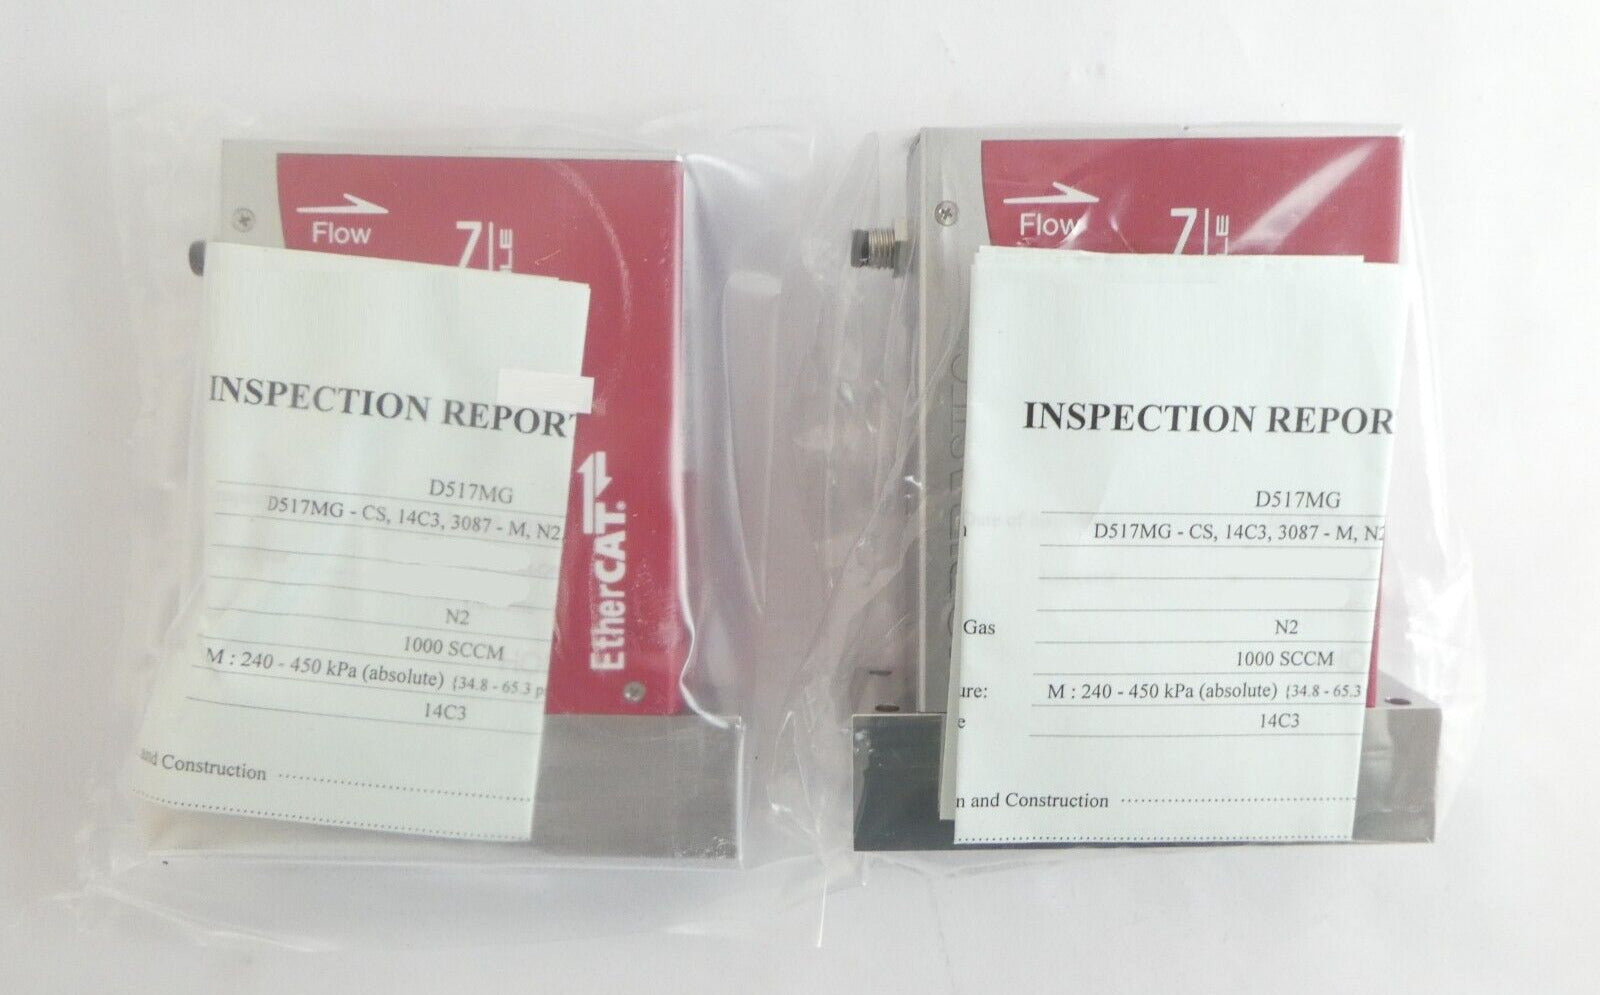 Flow
Z
INSPECTION REPORT
D517MG
D517MG - CS, 14C3, 3087 - M, N2,
N2
1000 SCCM
M : 240 - 450 kPa (absolute) {34.8 - 65.3 p
14C3
and Construction
EtherCAT.
Flow
Z
LE
INSPECTION REPOR
D517MG
D517MG - CS, 14C3, 3087 - M, N2
Gas N2
1000 SCCM
ure: M : 240 - 450 kPa (absolute) {34.8 - 65.3
e 14C3
n and Construction